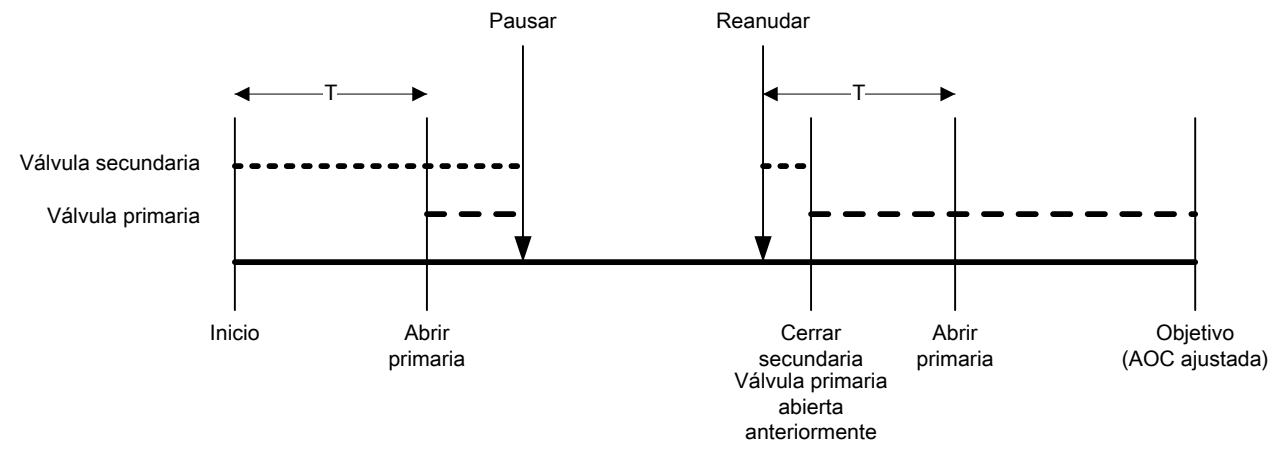 Pausar
Reanudar
T
T
Válvula secundaria
Válvula primaria
Inicio
Abrir
primaria
Cerrar
secundaria
Válvula primaria
abierta
anteriormente
Abrir
primaria
Objetivo
(AOC ajustada)